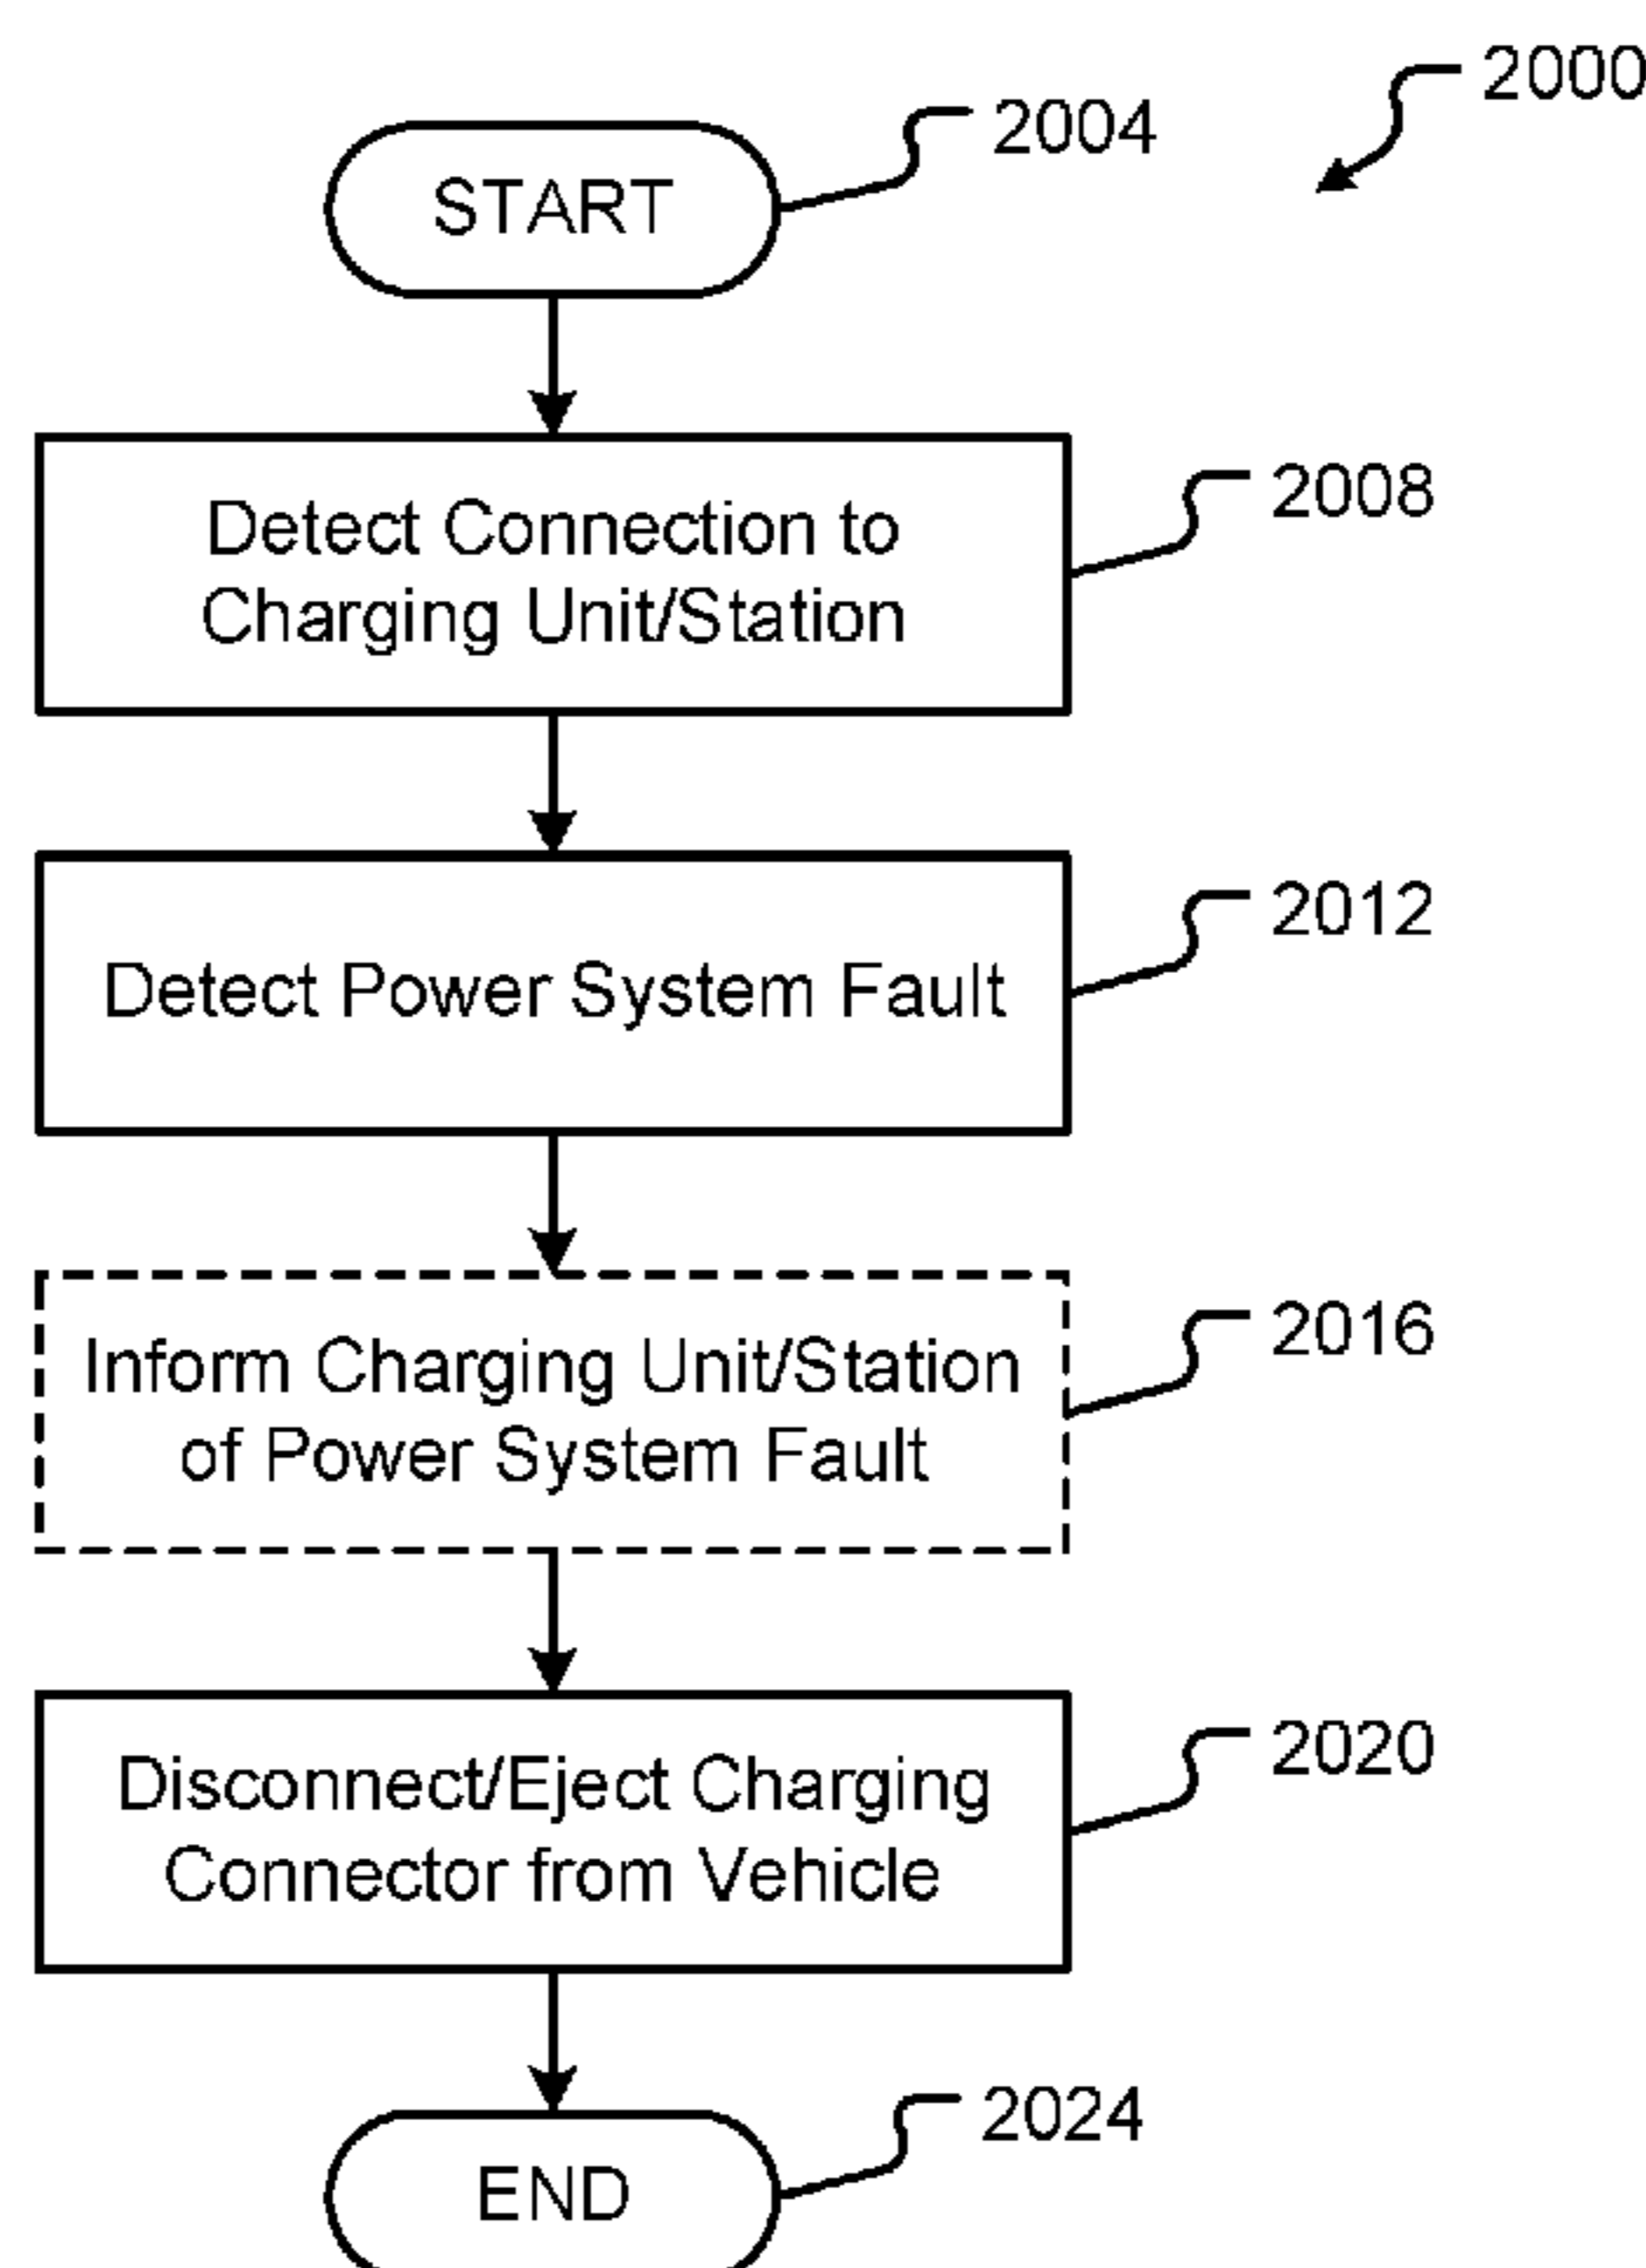 2000
START
2004
Detect Connection to
Charging Unit/Station
2008
Detect Power System Fault
2012
Inform Charging Unit/Station
of Power System Fault
2016
Disconnect/Eject Charging
Connector from Vehicle
2020
END
2024